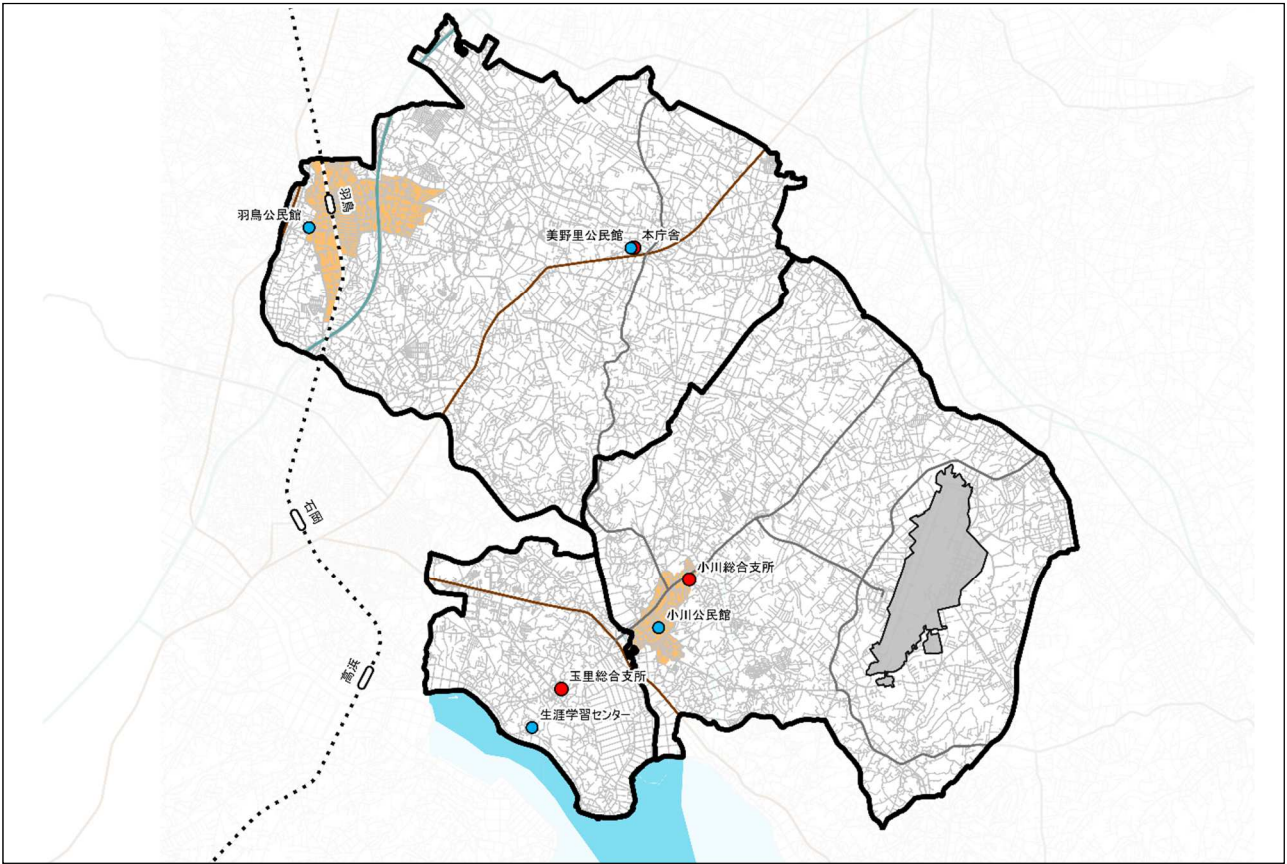 羽鳥
羽鳥公民館
美野里公民館
本庁舎
石岡
小川総合支所
小川公民館
高浜
玉里総合支所
生涯学習センター